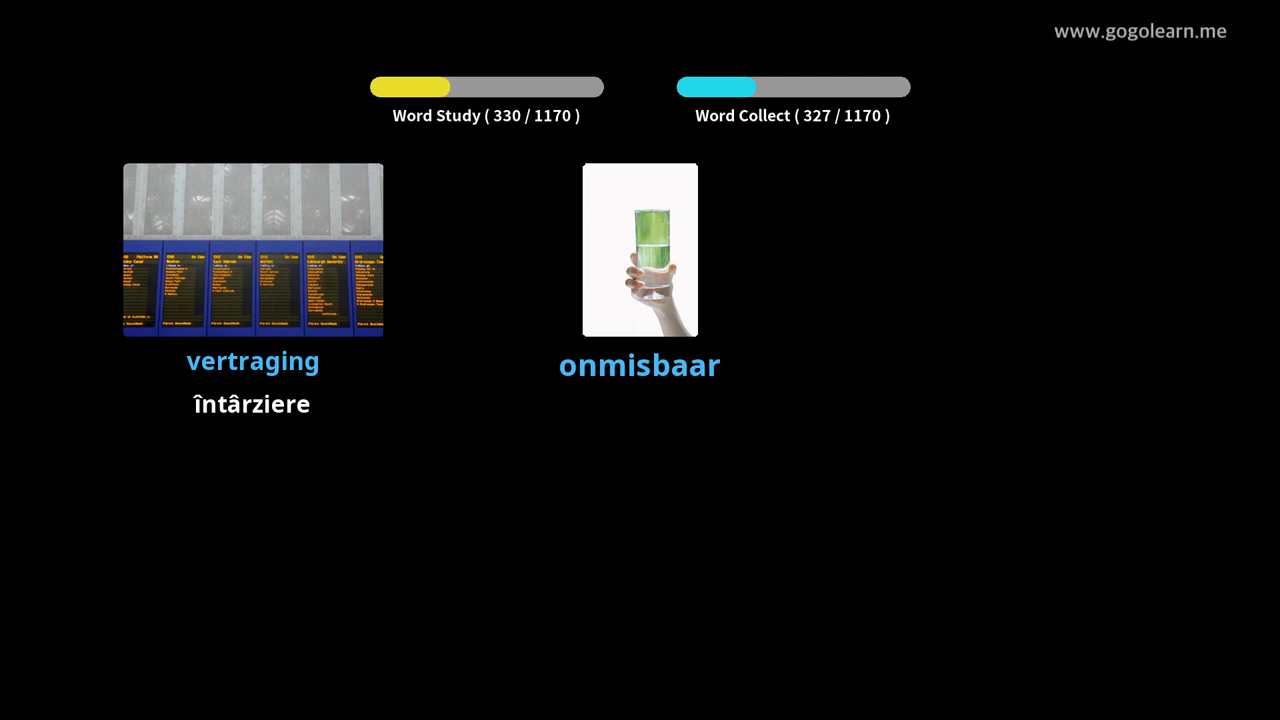 www.gogolearn.me
Word Study ( 330 / 1170 )
Word Collect ( 327 / 1170 )
vertraging
întârziere
onmisbaar